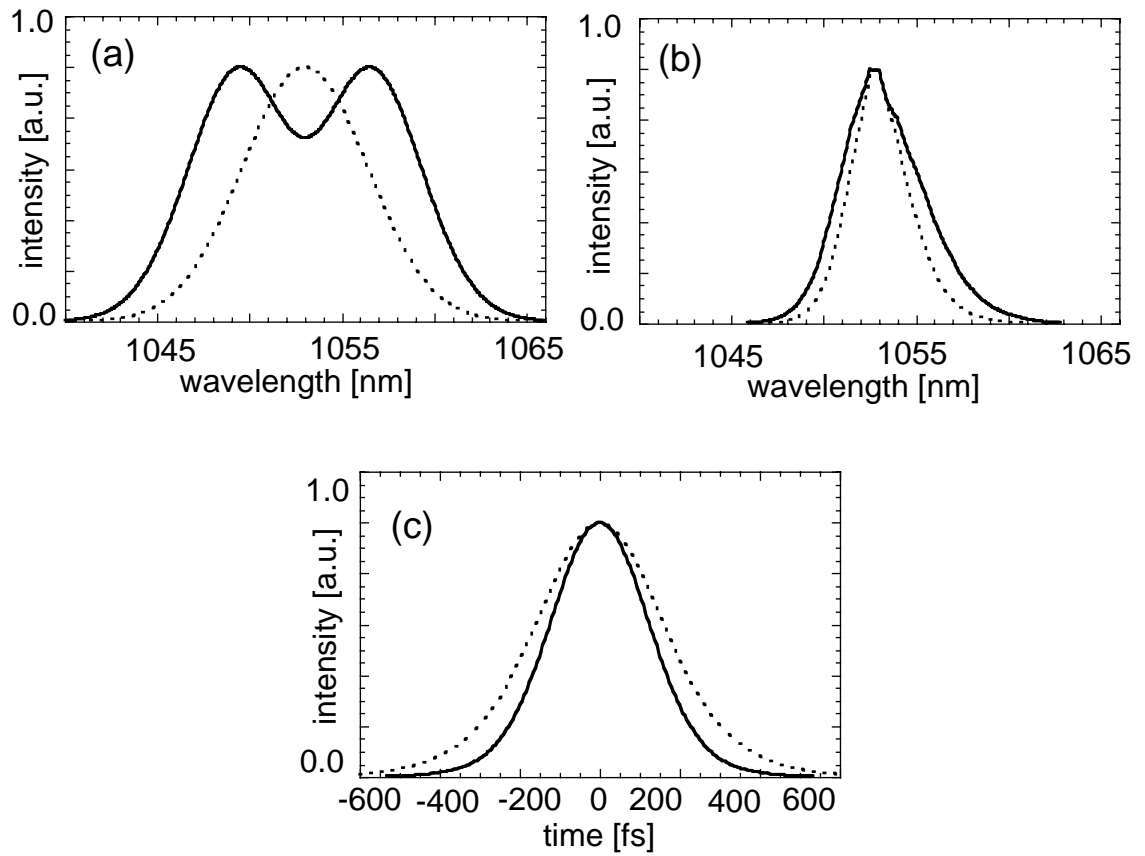 1.0
(a)
intensity [a.u.]
0.0
1045 1055 1065
wavelength [nm]
1.0
(b)
intensity [a.u.]
0.0
1045 1055 1065
wavelength [nm]
1.0
(c)
intensity [a.u.]
0.0
-600 -400 -200 0 200 400 600
time [fs]